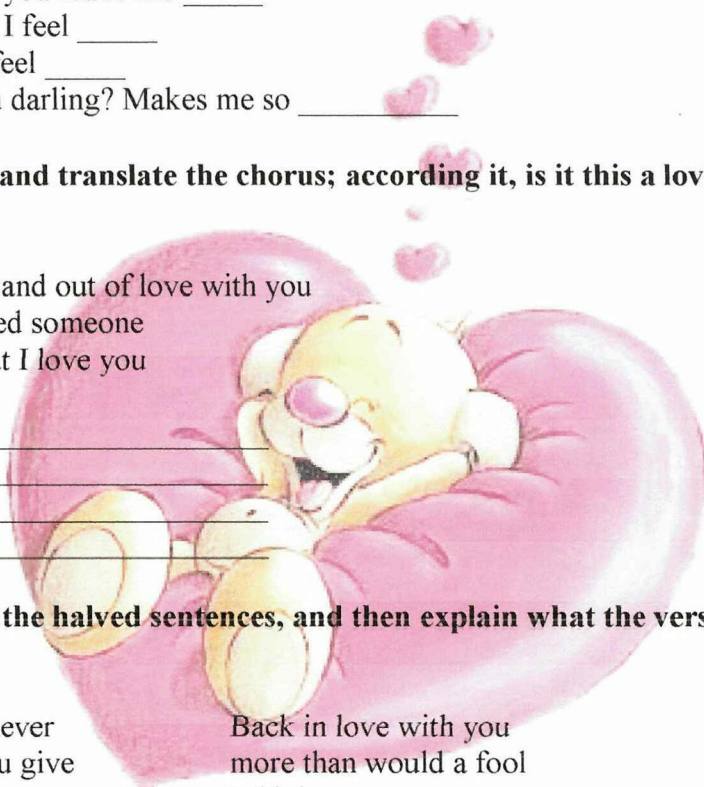 I feel _____
feel _____
darling? Makes me so __________
and translate the chorus; according it, is it this a lov
and out of love with you
ed someone
t I love you
the halved sentences, and then explain what the vers
ever Back in love with you
u give more than would a fool